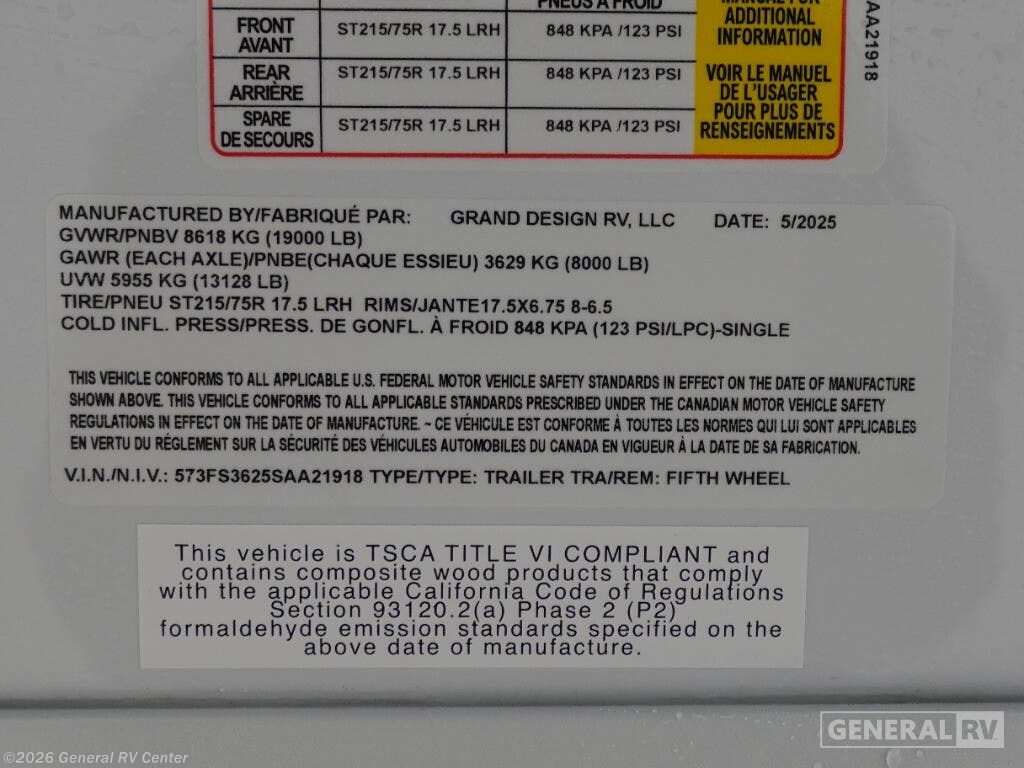 PNEUS À FROID
FRONT
AVANT
ST215/75R 17.5 LRH
848 KPA /123 PSI
REAR
ARRIÈRE
ST215/75R 17.5 LRH
848 KPA /123 PSI
SPARE
DE SECOURS
ST215/75R 17.5 LRH
848 KPA /123 PSI
MANUAL FOR
ADDITIONAL
INFORMATION
VOIR LE MANUEL
DE L'USAGER
POUR PLUS DE
RENSEIGNEMENTS
AA21918
MANUFACTURED BY/FABRIQUÉ PAR: GRAND DESIGN RV, LLC DATE: 5/2025
GVWR/PNBV 8618 KG (19000 LB)
GAWR (EACH AXLE)/PNBE(CHAQUE ESSIEU) 3629 KG (8000 LB)
UVW 5955 KG (13128 LB)
TIRE/PNEU ST215/75R 17.5 LRH RIMS/JANTE17.5X6.75 8-6.5
COLD INFL. PRESS/PRESS. DE GONFL. À FROID 848 KPA (123 PSI/LPC)-SINGLE
THIS VEHICLE CONFORMS TO ALL APPLICABLE U.S. FEDERAL MOTOR VEHICLE SAFETY STANDARDS IN EFFECT ON THE DATE OF MANUFACTURE
SHOWN ABOVE. THIS VEHICLE CONFORMS TO ALL APPLICABLE STANDARDS PRESCRIBED UNDER THE CANADIAN MOTOR VEHICLE SAFETY
REGULATIONS IN EFFECT ON THE DATE OF MANUFACTURE. ~ CE VÉHICULE EST CONFORME À TOUTES LES NORMES QUI LUI SONT APPLICABLES
EN VERTU DU RÉGLEMENT SUR LA SÉCURITÉ DES VÉHICULES AUTOMOBILES DU CANADA EN VIGUEUR À LA DATE DE SA FABRICATION.
V.I.N./N.I.V.: 573FS3625SAA21918 TYPE/TYPE: TRAILER TRA/REM: FIFTH WHEEL
This vehicle is TSCA TITLE VI COMPLIANT and
contains composite wood products that comply
with the applicable California Code of Regulations
Section 93120.2(a) Phase 2 (P2)
formaldehyde emission standards specified on the
above date of manufacture.
GENERAL RV
©2026 General RV Center